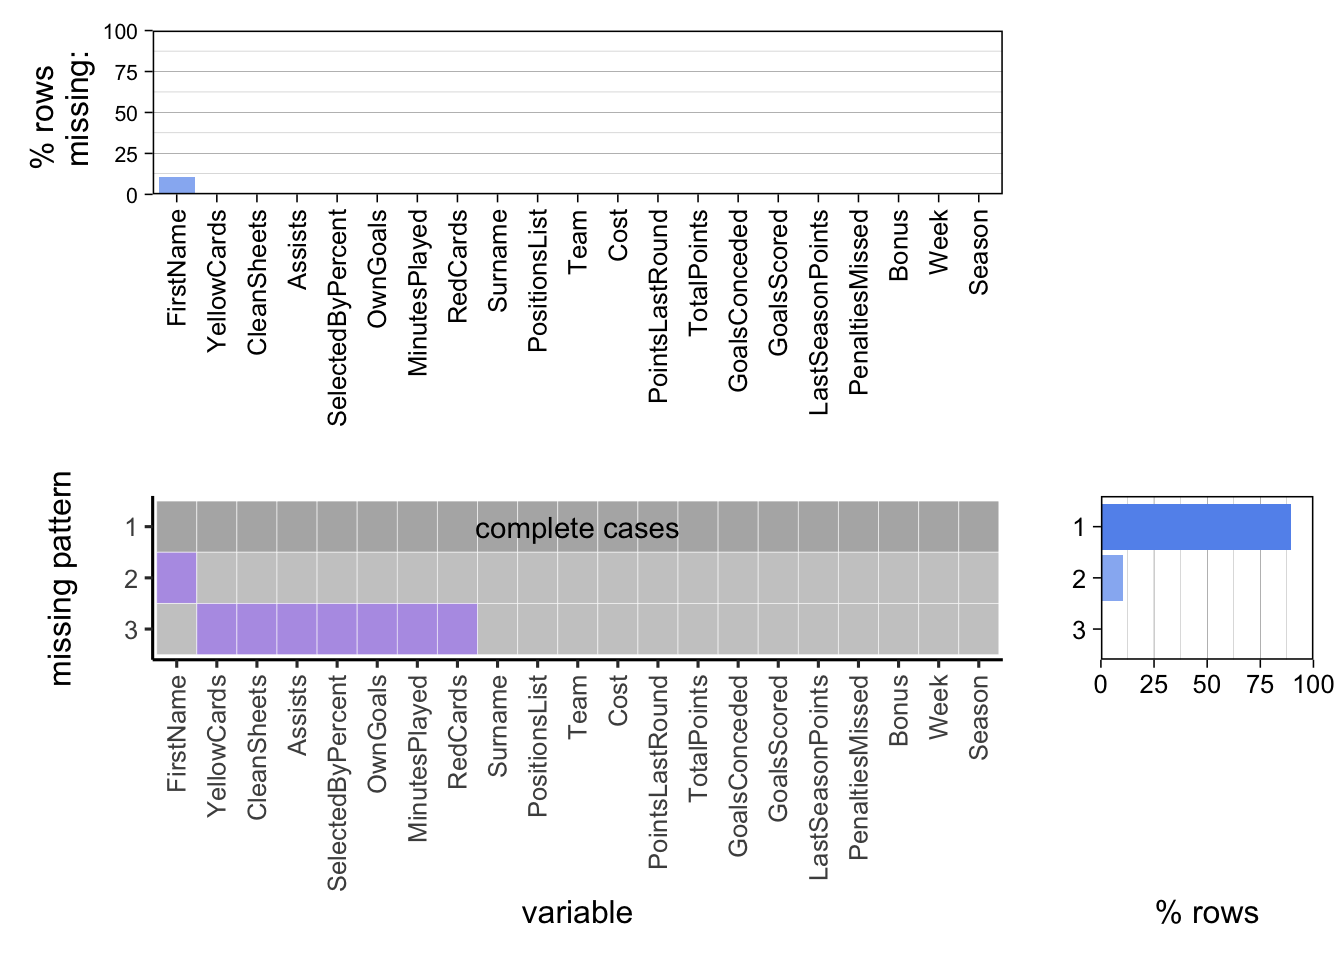 % rows
missing:
100
75
50
25
0
FirstName
YellowCards
CleanSheets
Assists
SelectedByPercent
OwnGoals
MinutesPlayed
RedCards
Surname
PositionsList
Team
Cost
PointsLastRound
TotalPoints
GoalsConceded
GoalsScored
LastSeasonPoints
PenaltiesMissed
Bonus
Week
Season
missing pattern
1
2
3
complete cases
FirstName
YellowCards
CleanSheets
Assists
SelectedByPercent
OwnGoals
MinutesPlayed
RedCards
Surname
PositionsList
Team
Cost
PointsLastRound
TotalPoints
GoalsConceded
GoalsScored
LastSeasonPoints
PenaltiesMissed
Bonus
Week
Season
variable
1
2
3
0 25 50 75 100
% rows